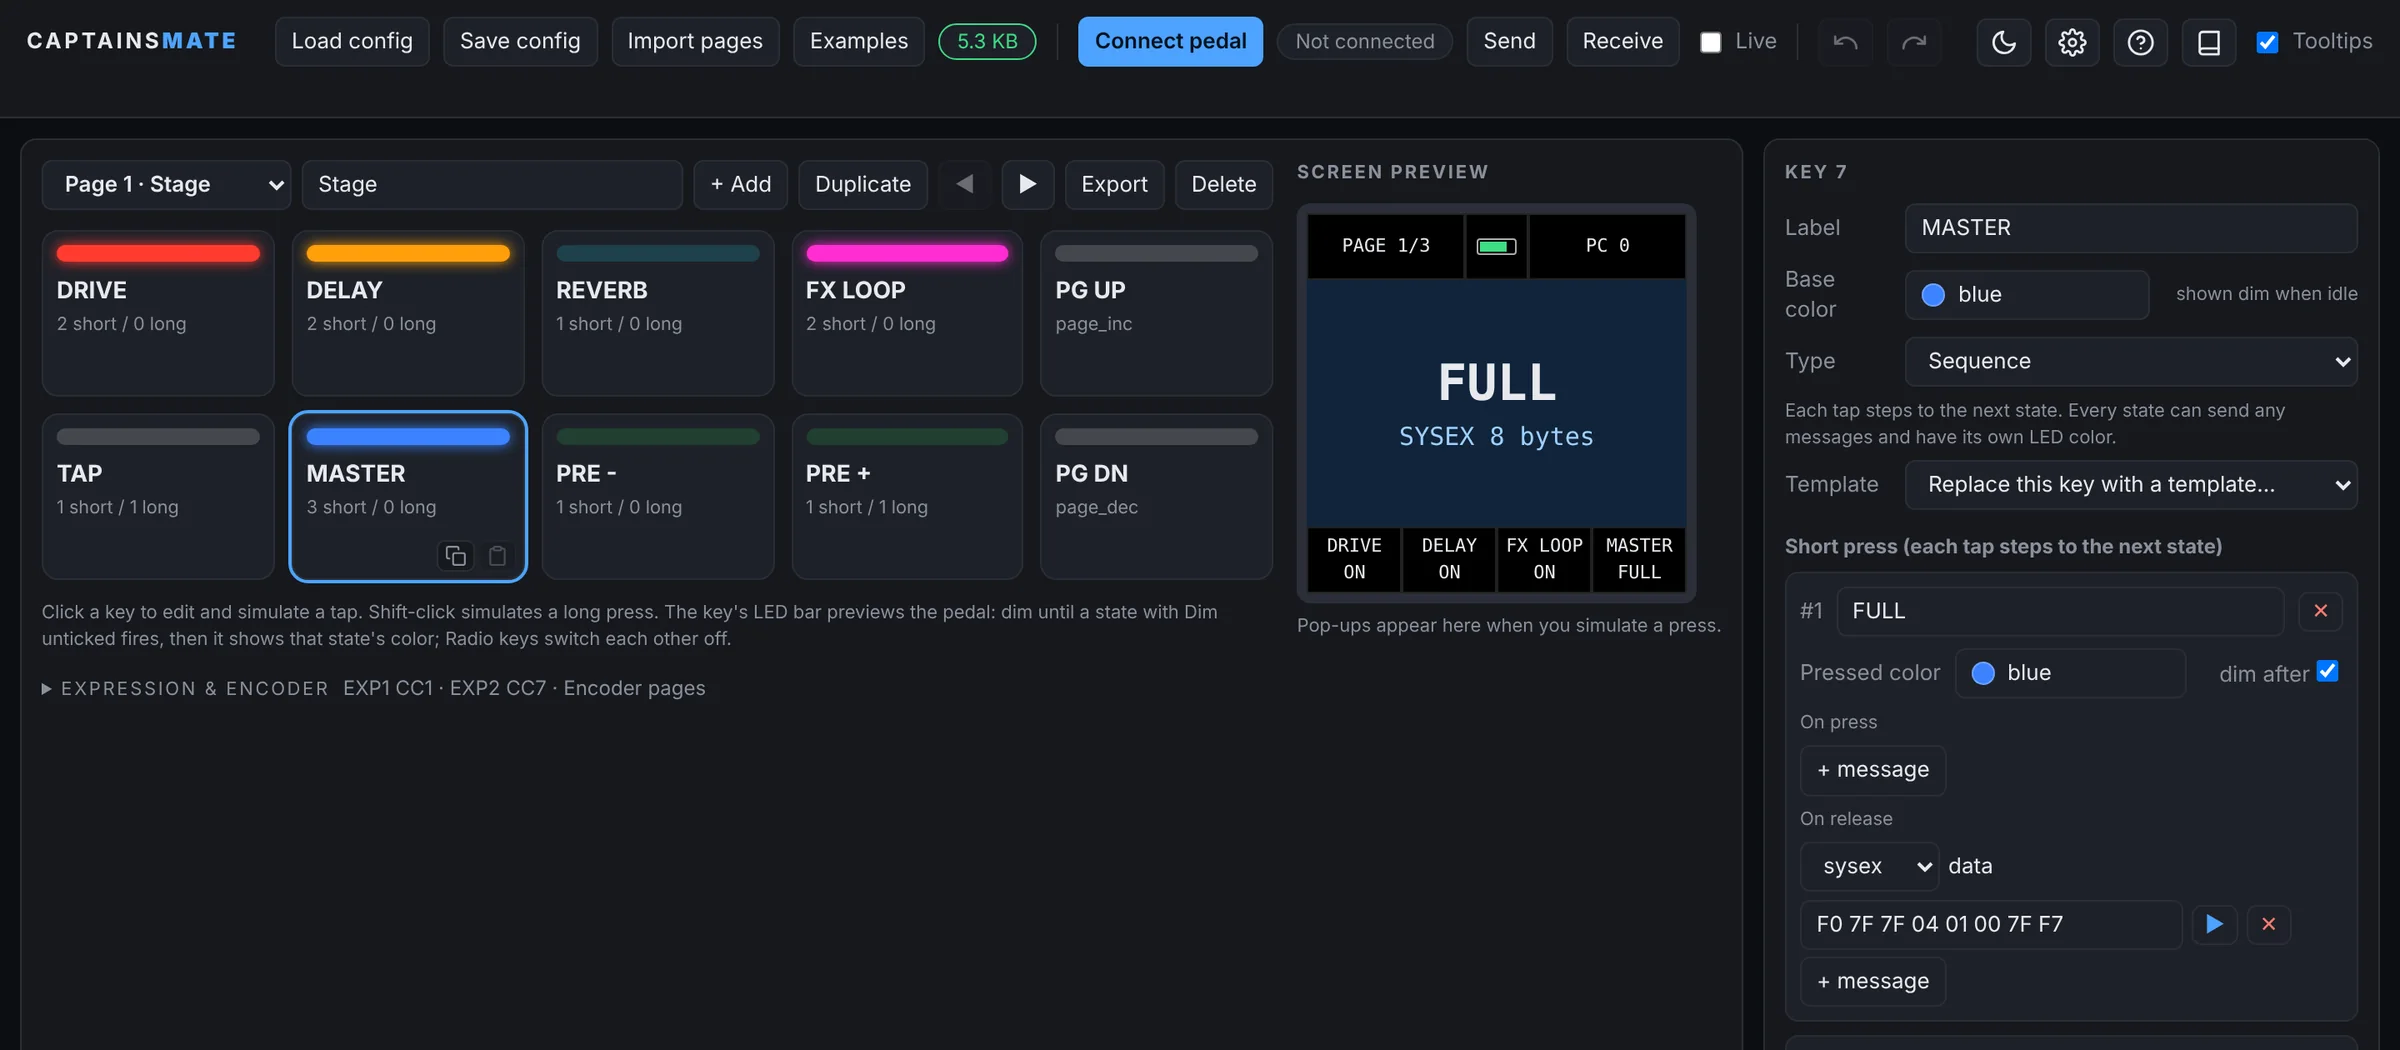 CAPTAINSMATE Load config Save config Import pages Examples 5.3 KB Connect pedal Not connected Send Receive Live Tooltips
Page 1 · Stage Stage + Add Duplicate Export Delete
DRIVE
2 short / 0 long
DELAY
2 short / 0 long
REVERB
1 short / 0 long
FX LOOP
2 short / 0 long
PG UP
page_inc
TAP
1 short / 1 long
MASTER
3 short / 0 long
PRE -
1 short / 0 long
PRE +
1 short / 1 long
PG DN
page_dec
Click a key to edit and simulate a tap. Shift-click simulates a long press. The key's LED bar previews the pedal: dim until a state with Dim
unticked fires, then it shows that state's color; Radio keys switch each other off.
EXPRESSION & ENCODER EXP1 CC1 · EXP2 CC7 · Encoder pages
SCREEN PREVIEW
PAGE 1/3 PC 0
FULL
SYSEX 8 bytes
DRIVE DELAY FX LOOP MASTER
ON ON ON FULL
Pop-ups appear here when you simulate a press.
KEY 7
Label MASTER
Base
color
blue shown dim when idle
Type Sequence
Each tap steps to the next state. Every state can send any
messages and have its own LED color.
Template Replace this key with a template...
Short press (each tap steps to the next state)
#1 FULL
Pressed color blue dim after
On press
+ message
On release
sysex data
F0 7F 7F 04 01 00 7F F7
+ message